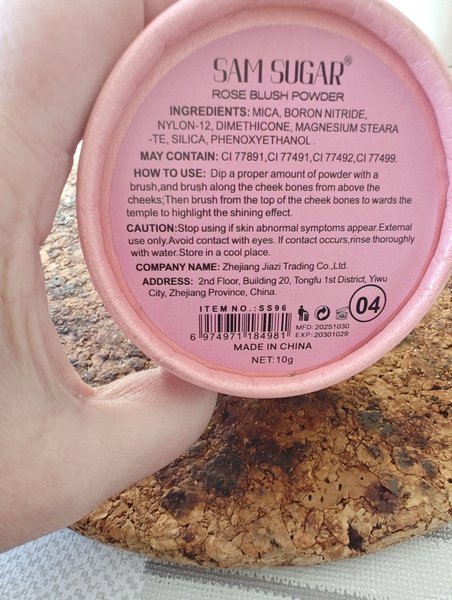 SAM SUGAR®
ROSE BLUSH POWDER
INGREDIENTS: MICA, BORON NITRIDE,
NYLON-12, DIMETHICONE, MAGNESIUM STEARA
-TE, SILICA, PHENOXYETHANOL.
MAY CONTAIN: CI 77891,CI 77491,CI 77492,CI 77499.
HOW TO USE: Dip a proper amount of powder with a
brush,and brush along the cheek bones from above the
cheeks;Then brush from the top of the cheek bones to wards the
temple to highlight the shining effect.
CAUTION:Stop using if skin abnormal symptoms appear.External
use only.Avoid contact with eyes. If contact occurs,rinse thoroughly
with water.Store in a cool place.
COMPANY NAME: Zhejiang Jiazi Trading Co.,Ltd.
ADDRESS: 2nd Floor, Building 20, Tongfu 1st District, Yiwu
City, Zhejiang Province, China.
ITEM NO.: SS96
04
6 974971 184981
MFD: 20251030
EXP: 20301029
MADE IN CHINA
NET:10g